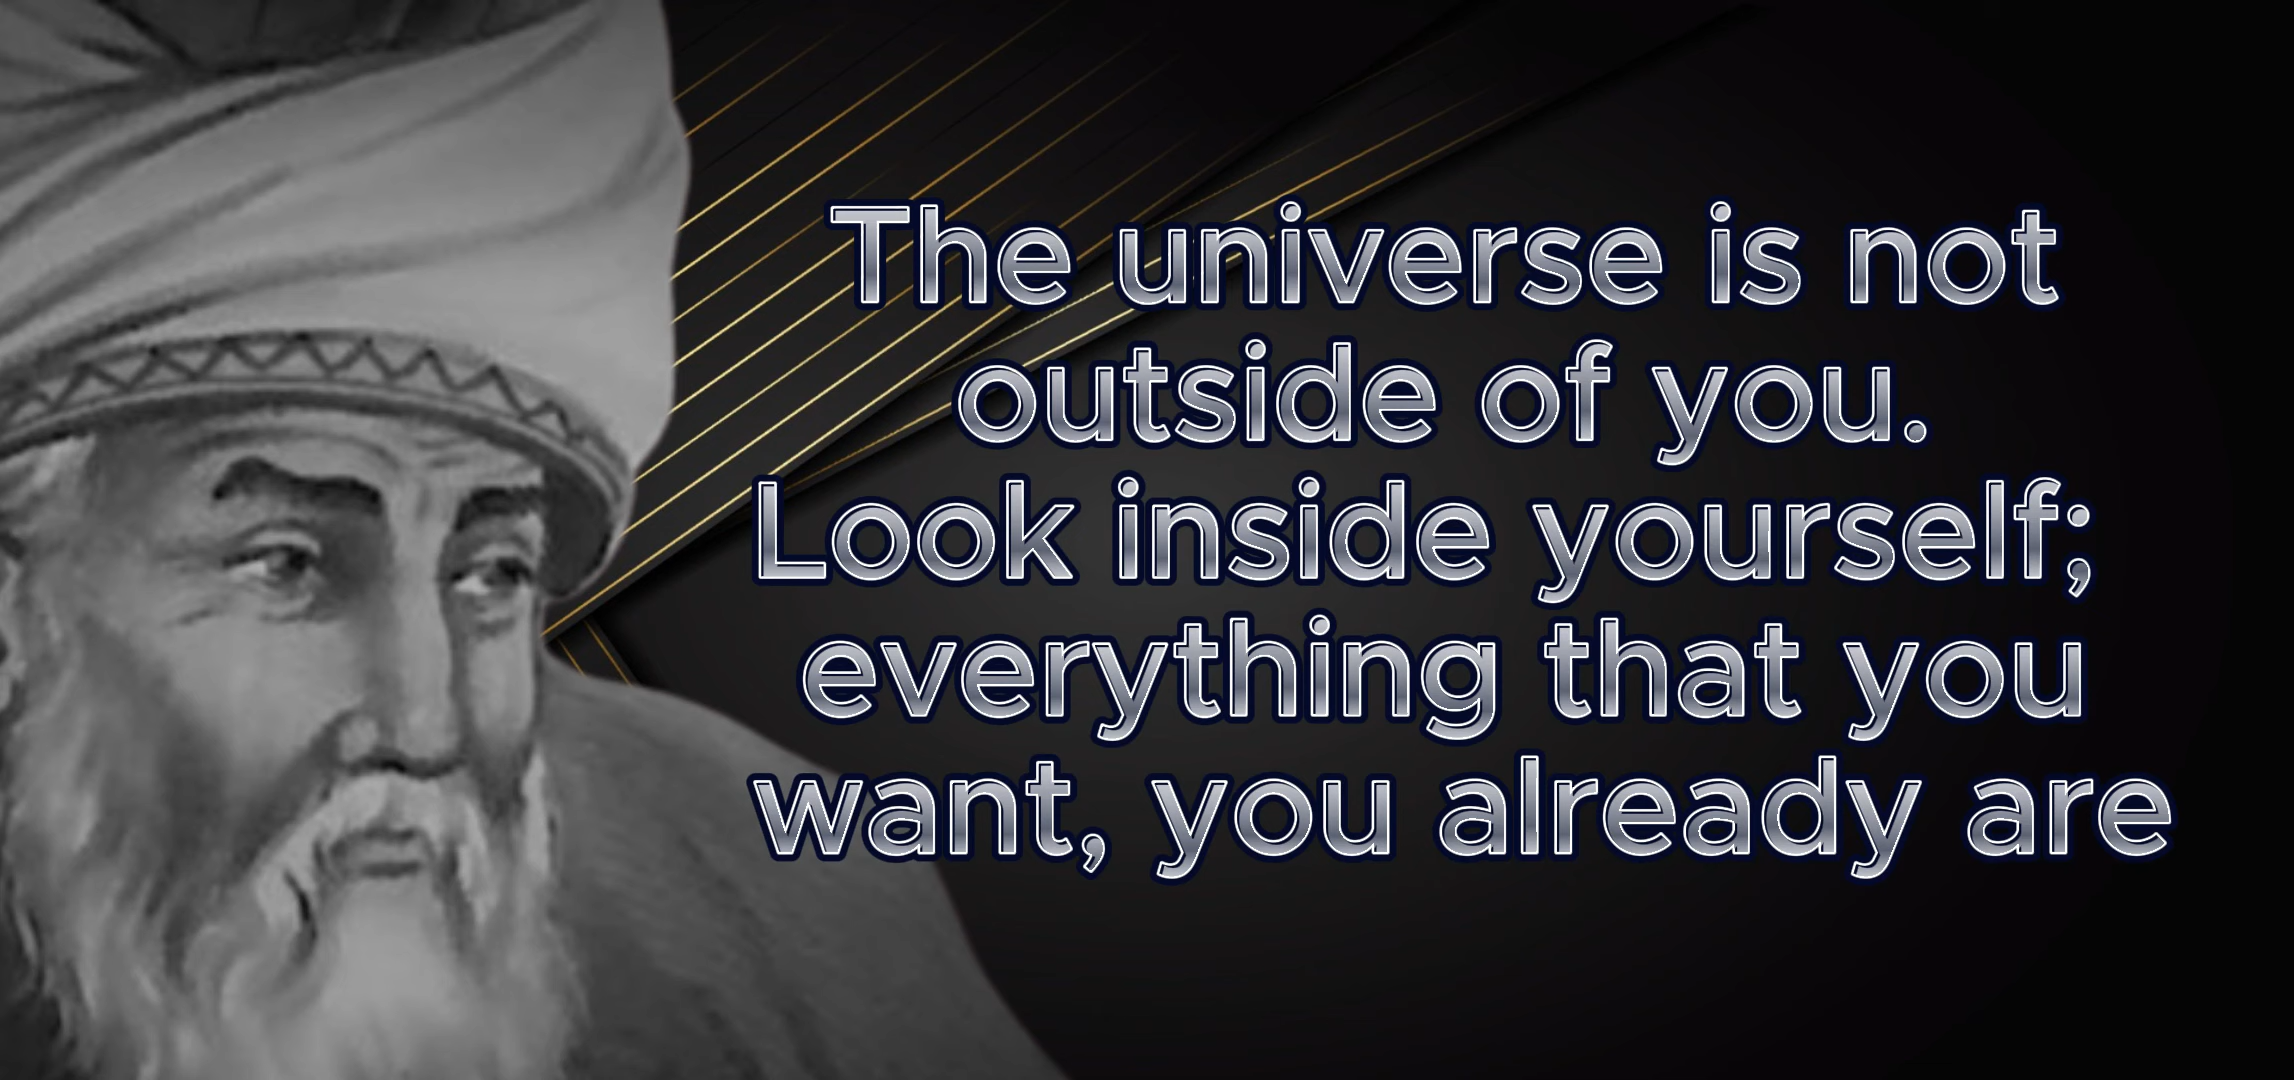 The universe is not
outside of you.
Look inside yourself;
everything that you
want, you already are